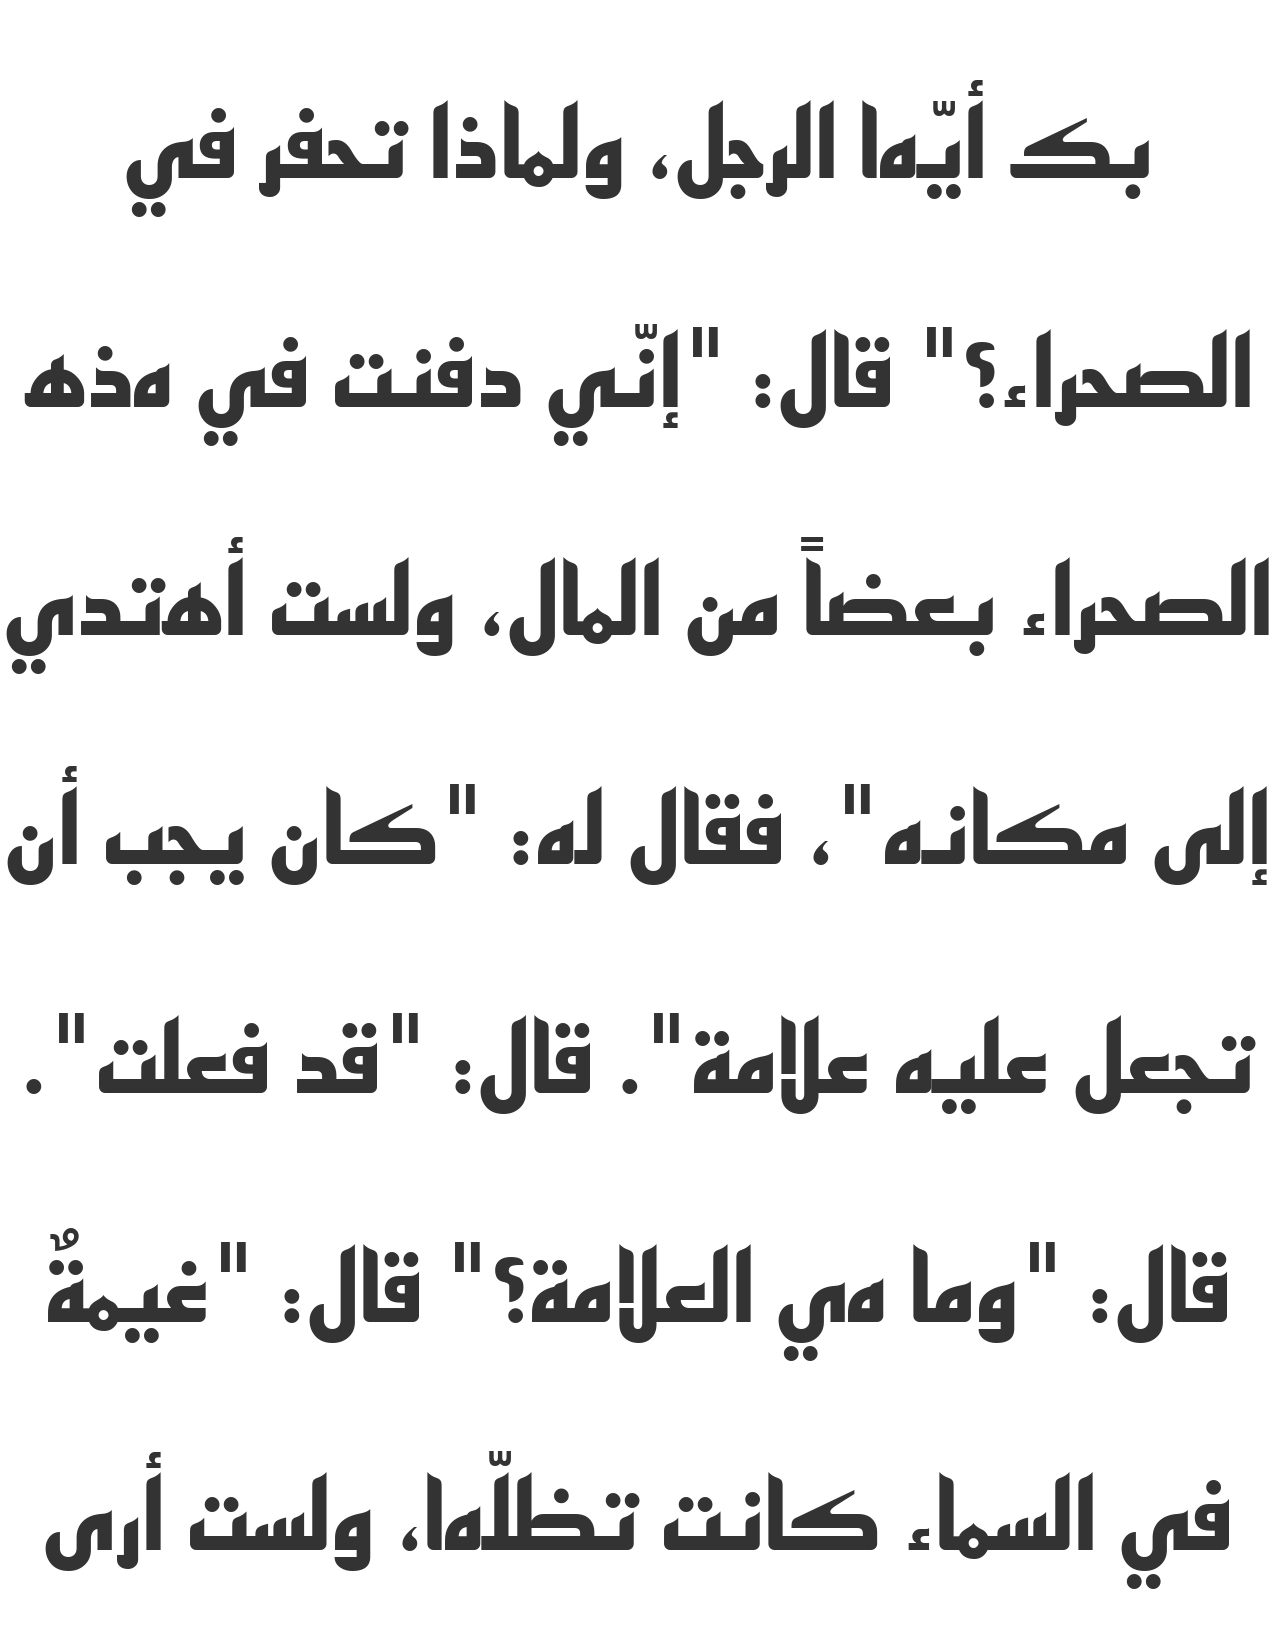 بك أيّها الرجل، ولماذا تحفر في
الصحراء؟" قال: "إنّي دفنت في هذه
الصحراء بعضاً من المال، ولست أهتدي
إلى مكانه"، فقال له: "كان يجب أن
تجعل عليه علامة". قال: "قد فعلت".
قال: "وما هي العلامة؟" قال: "غيمةٌ
في السماء كانت تظلّها، ولست أرى